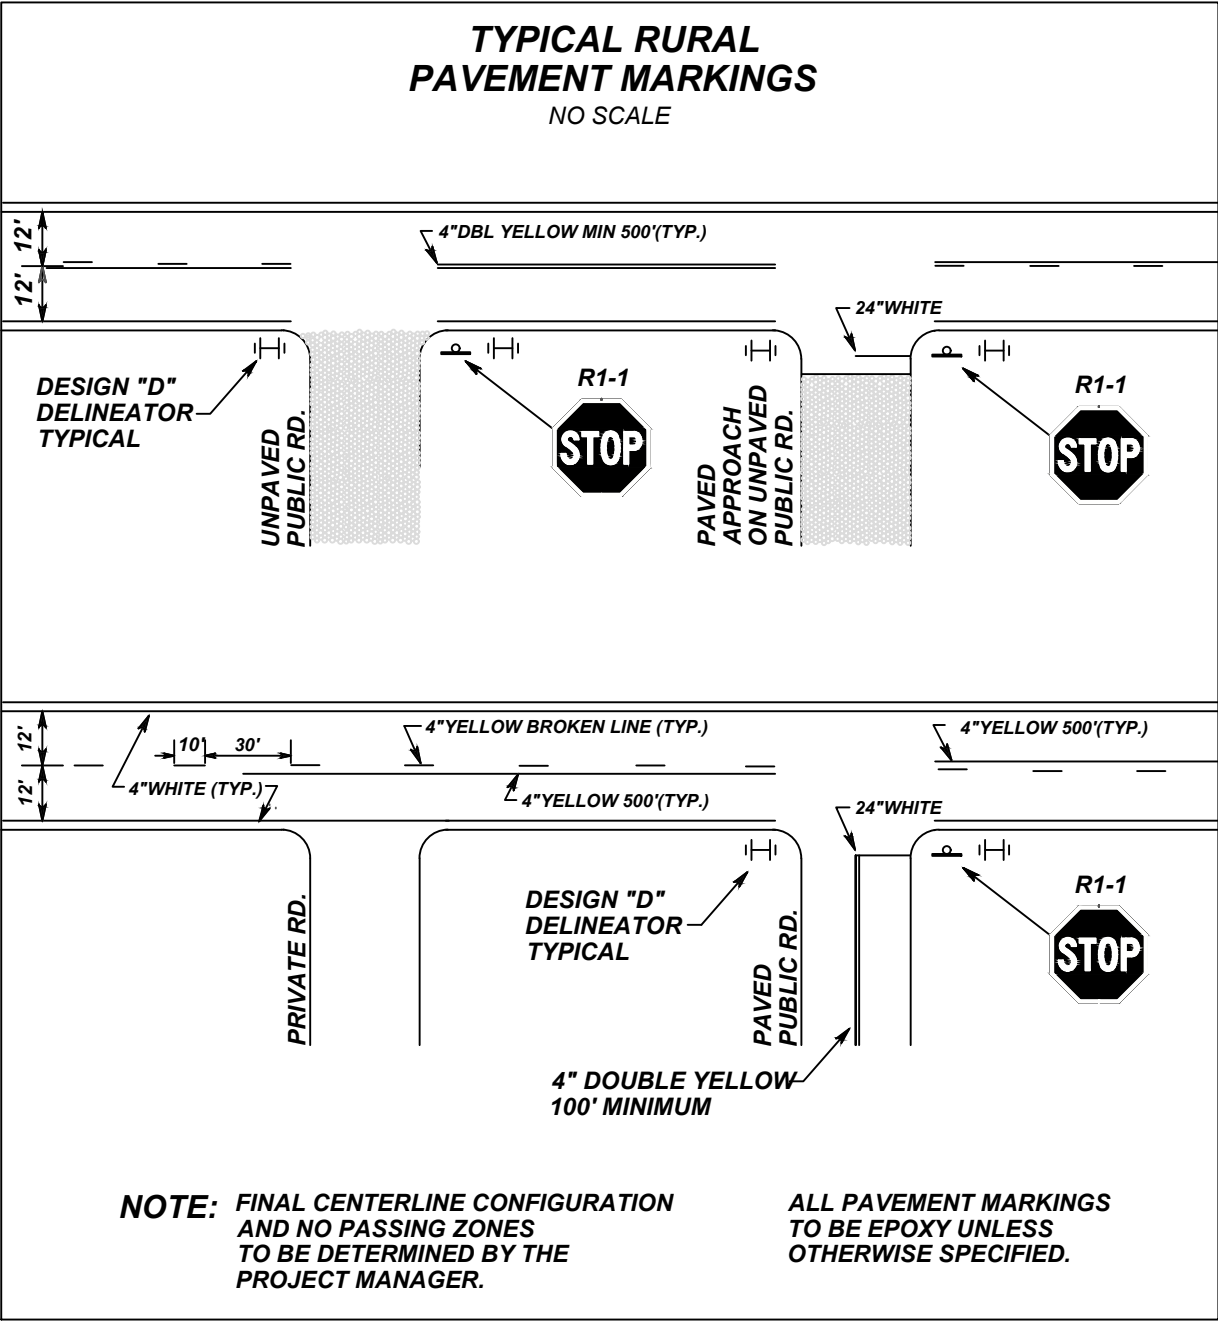 TYPICAL RURAL
PAVEMENT MARKINGS
NO SCALE
12'
12'
4"DBL YELLOW MIN 500'(TYP.)
24"WHITE
DESIGN "D"
DELINEATOR
TYPICAL
UNPAVED
PUBLIC RD.
R1-1
STOP
PAVED
APPROACH
ON UNPAVED
PUBLIC RD.
R1-1
STOP
12'
12'
10'
30'
4"YELLOW BROKEN LINE (TYP.)
4"YELLOW 500'(TYP.)
4"WHITE (TYP.)
4"YELLOW 500'(TYP.)
24"WHITE
PRIVATE RD.
DESIGN "D"
DELINEATOR
TYPICAL
PAVED
PUBLIC RD.
R1-1
STOP
4" DOUBLE YELLOW
100' MINIMUM
NOTE: FINAL CENTERLINE CONFIGURATION
AND NO PASSING ZONES
TO BE DETERMINED BY THE
PROJECT MANAGER.
ALL PAVEMENT MARKINGS
TO BE EPOXY UNLESS
OTHERWISE SPECIFIED.